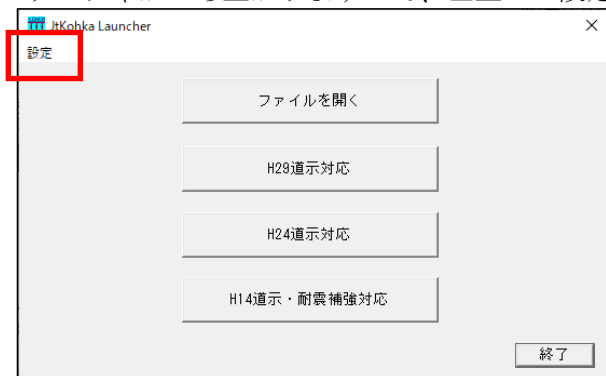 JtKohka Launcher
設定
ファイルを開く
H29道示対応
H24道示対応
H14道示・耐震補強対応
終了